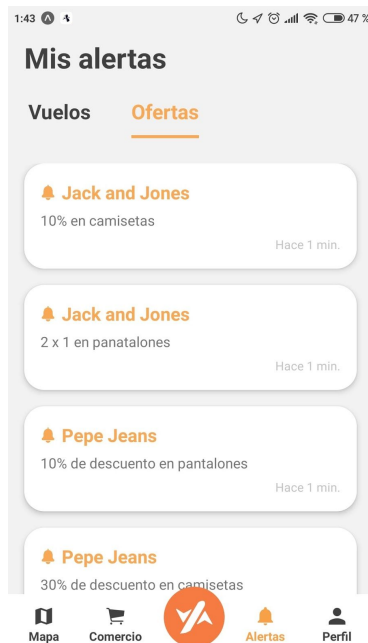 1:43 47 %
Mis alertas
Vuelos Ofertas
Jack and Jones
10% en camisetas
Hace 1 min.
Jack and Jones
2 x 1 en panatalones
Hace 1 min.
Pepe Jeans
10% de descuento en pantalones
Hace 1 min.
Pepe Jeans
30% de descuento en camisetas
Mapa Comercio Alertas Perfil